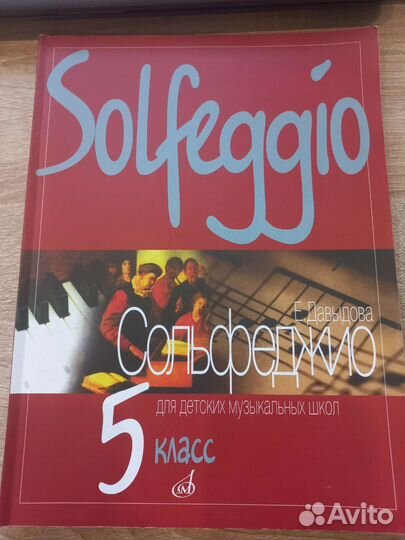 Solfeggio
Е. Давыдова
Сольфеджио
для детских музыкальных школ
5 класс
Avito